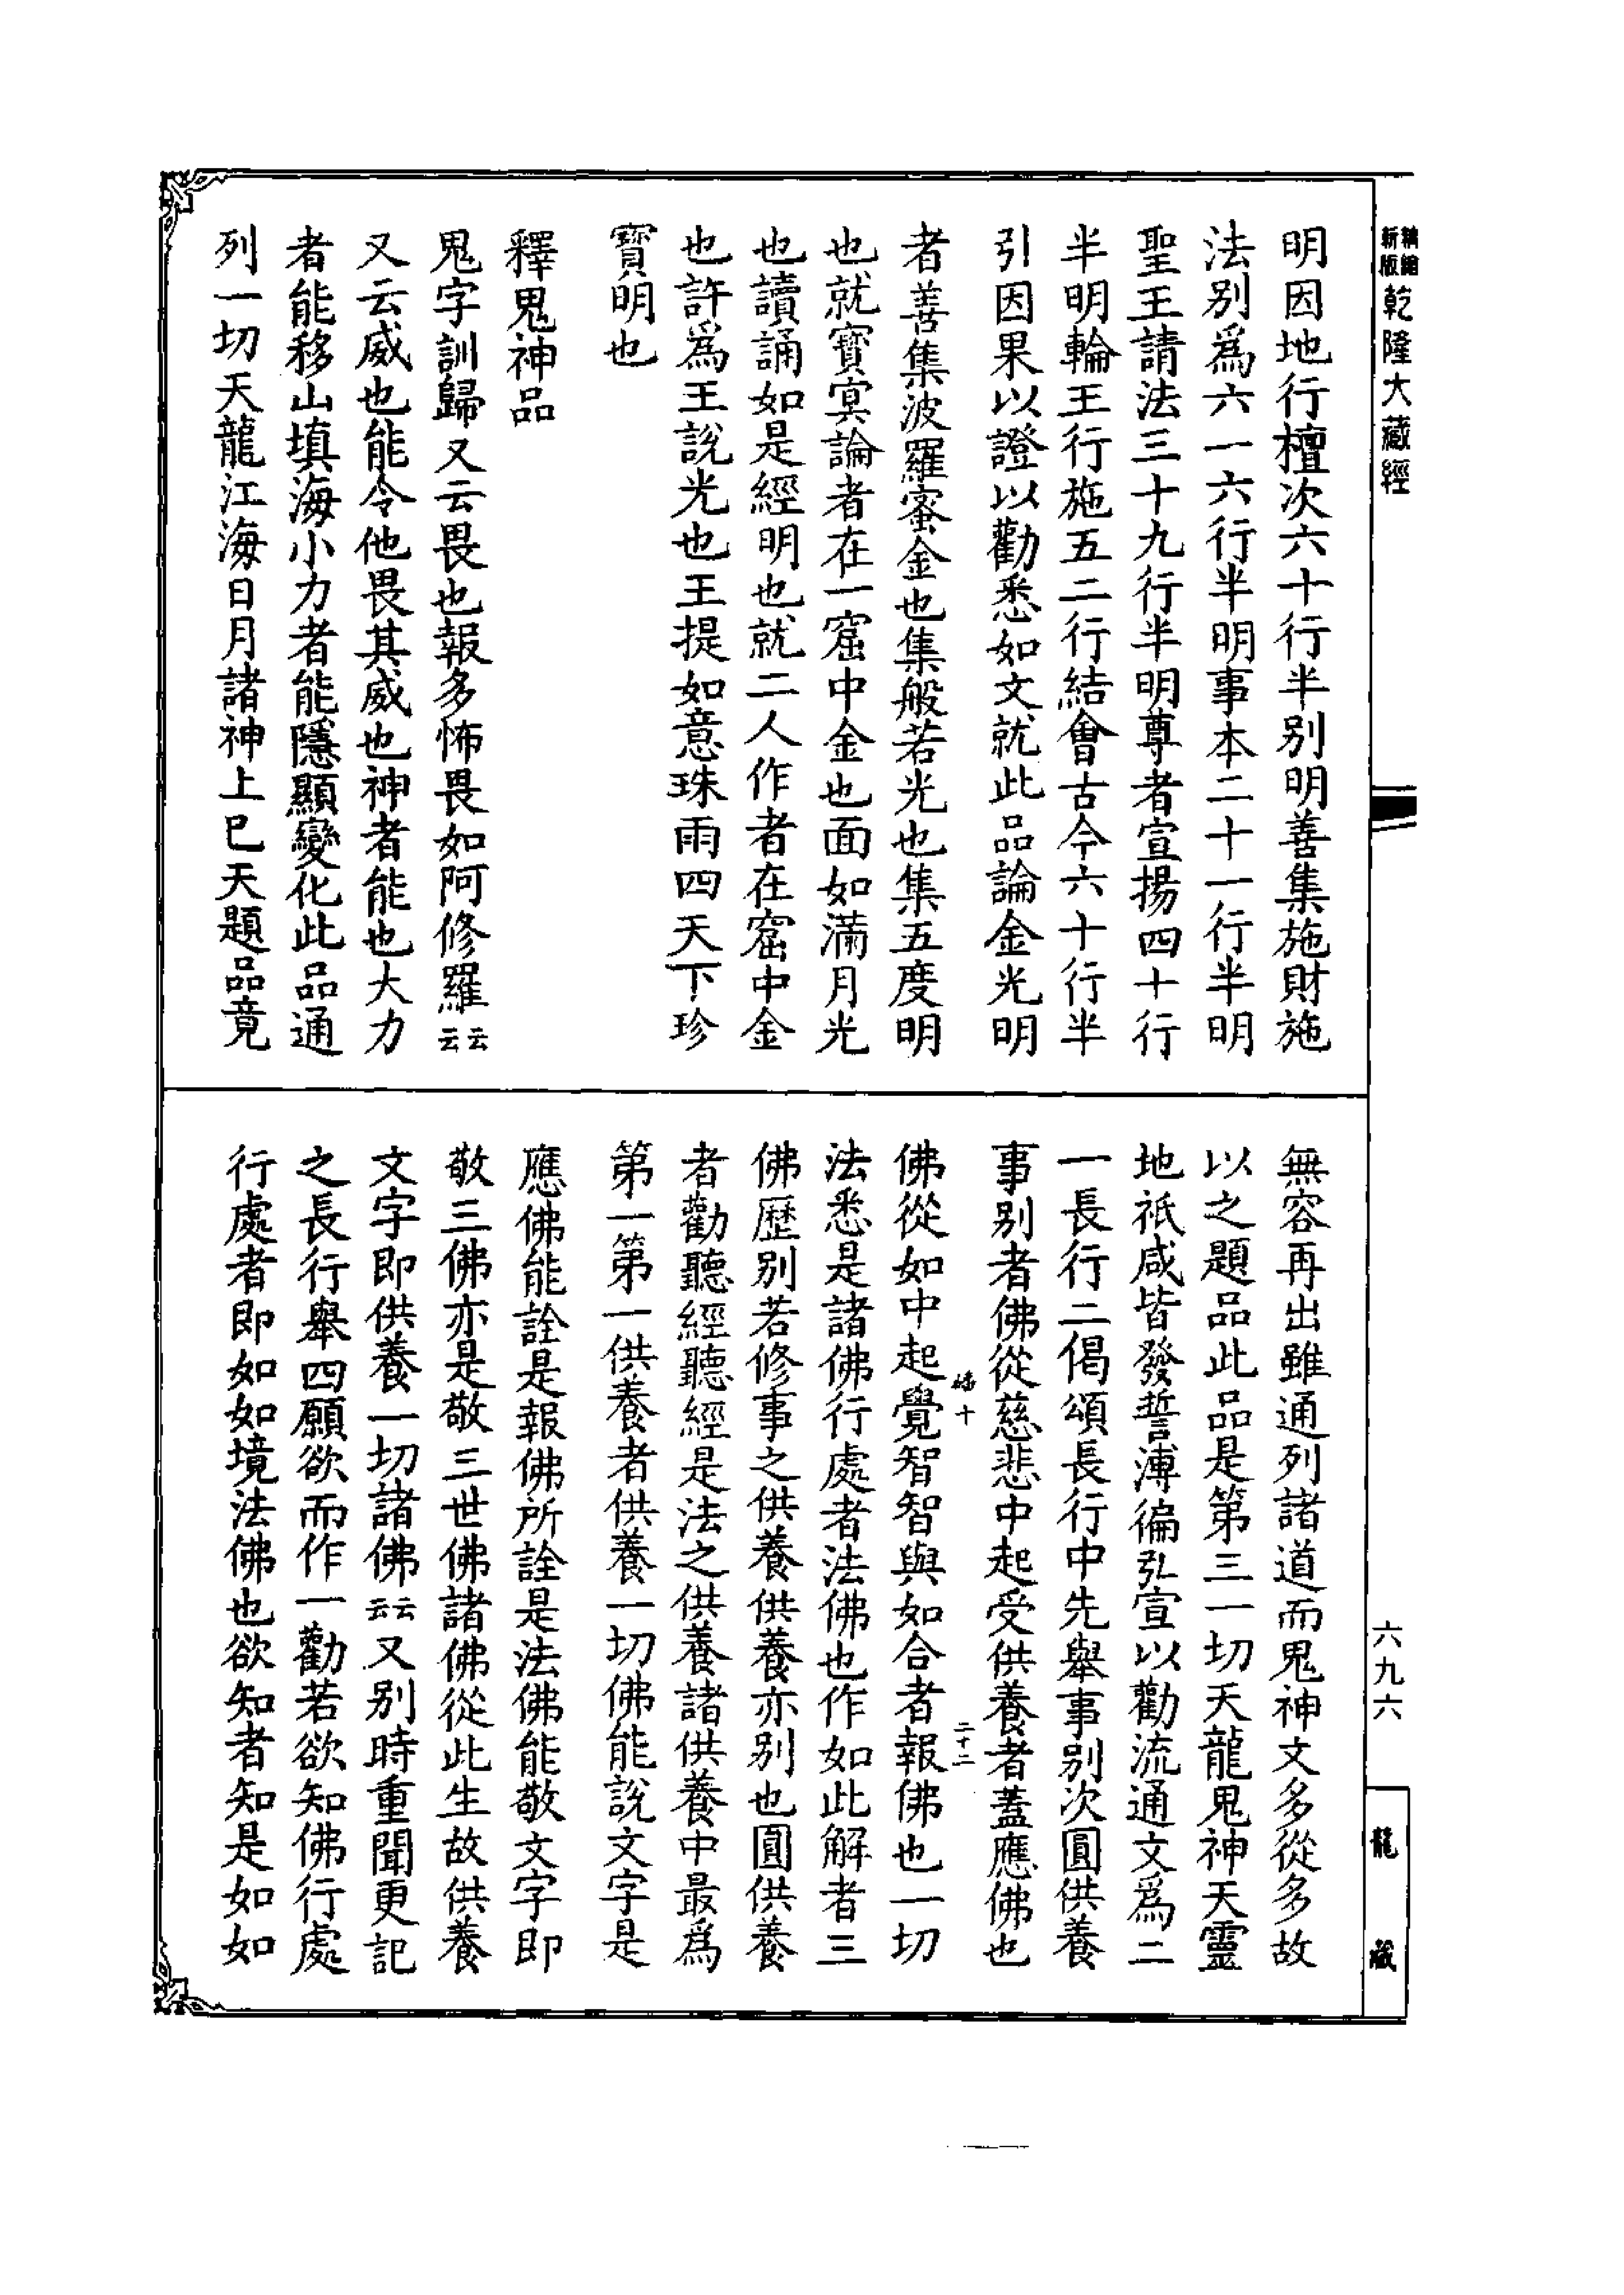 精縮新版乾隆大藏經
明因地行檀次六十行半别明善集施財施
法别爲六一六行半明事本二十一行半明
聖王請法三十九行半明尊者宣揚四十行
半明輪王行施五二行結會古今六十行半
引因果以證以勸悉如文就此品論金光明
者善集波羅蜜金也集般若光也集五度明
也就寶冥論者在一窟中金也面如滿月光
也讀誦如是經明也就二人作者在窟中金
也許爲王說光也王提如意珠雨四天下珍
寶明也
釋鬼神品
鬼字訓歸又云畏也報多怖畏如阿修羅云云
又云威也能令他畏其威也神者能也大力
者能移山填海小力者能隱顯變化此品通
列一切天龍江海日月諸神上巳天題品竟
無容再出雖通列諸道而鬼神文多從多故
以之題品此品是第三一切天龍鬼神天靈
地祇咸皆發誓溥徧弘宣以勸流通文爲二
一長行二偈頌長行中先舉事别次圓供養
事别者佛從慈悲中起受供養者蓋應佛也
十
二十二
佛從如中起覺智智與如合者報佛也一切
法悉是諸佛行處者法佛也作如此解者三
佛歷别若修事之供養供養亦别也圓供養
者勸聽經聽經是法之供養諸供養中最爲
第一第一供養者供養一切佛能說文字是
應佛能詮是報佛所詮是法佛能敬文字即
敬三佛亦是敬三世佛諸佛從此生故供養
文字即供養一切諸佛云云又别時重聞更記
之長行舉四願欲而作一勸若欲知佛行處
行處者即如如境法佛也欲知者知是如如
六九六
龍藏